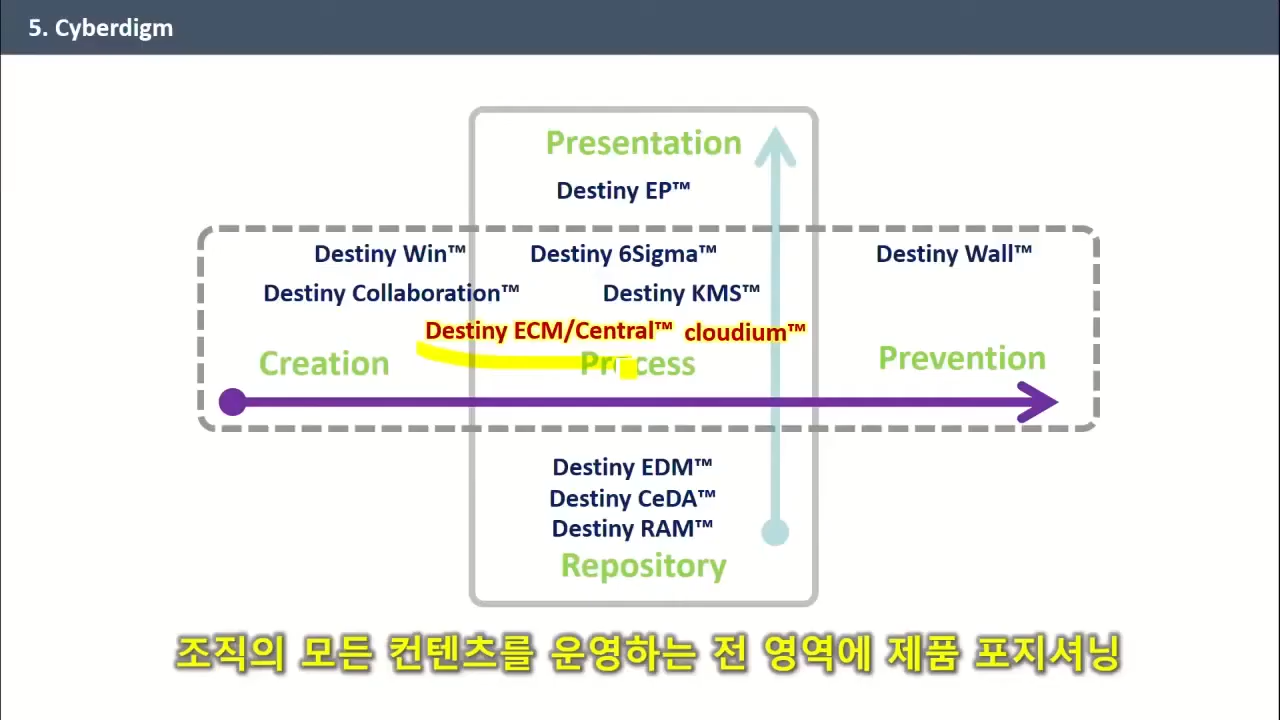 5. Cyberdigm
Presentation
Destiny EP™
Destiny Win™ Destiny 6Sigma™ Destiny Wall™
Destiny Collaboration™ Destiny KMS™
Destiny ECM/Central™ cloudium™
Creation Process Prevention
Destiny EDM™
Destiny CeDA™
Destiny RAM™
Repository
조직의 모든 컨텐츠를 운영하는 전 영역에 제품 포지셔닝